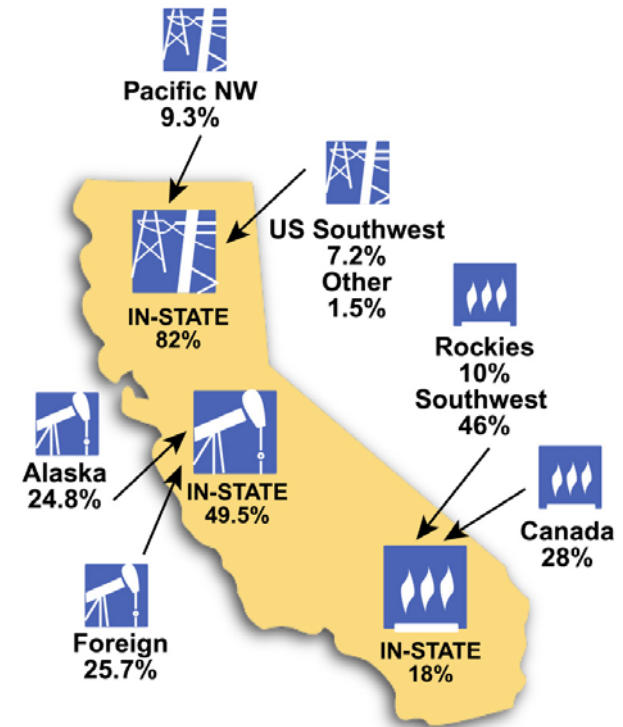 Pacific NW
9.3%
US Southwest
7.2%
Other
1.5%
IN-STATE
82%
Rockies
10%
Southwest
46%
Alaska
24.8%
IN-STATE
49.5%
Canada
28%
Foreign
25.7%
IN-STATE
18%